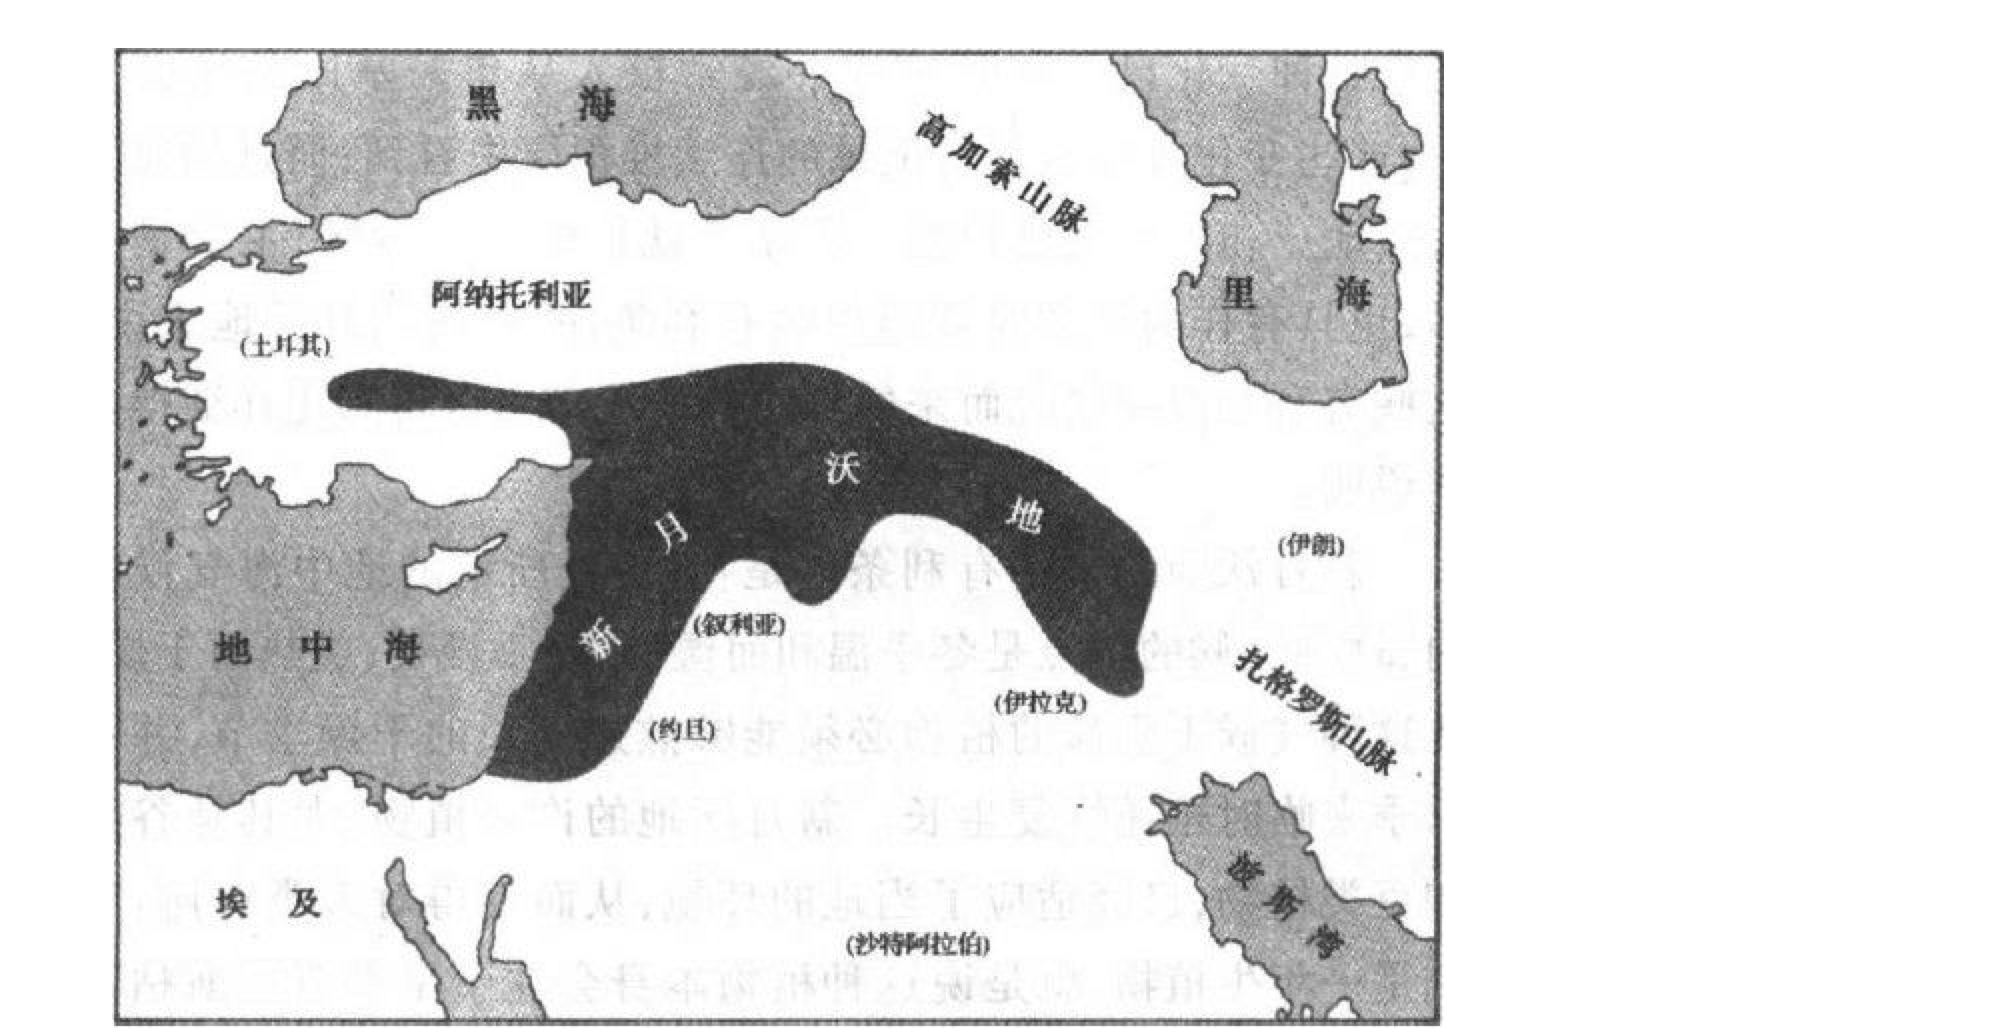 黑 海
高加索山脉
阿纳托利亚
里 海
(土耳其)
新月沃地
(伊朗)
地 中 海
(叙利亚)
(伊拉克)
扎格罗斯山脉
(约旦)
波斯湾
埃 及
(沙特阿拉伯)